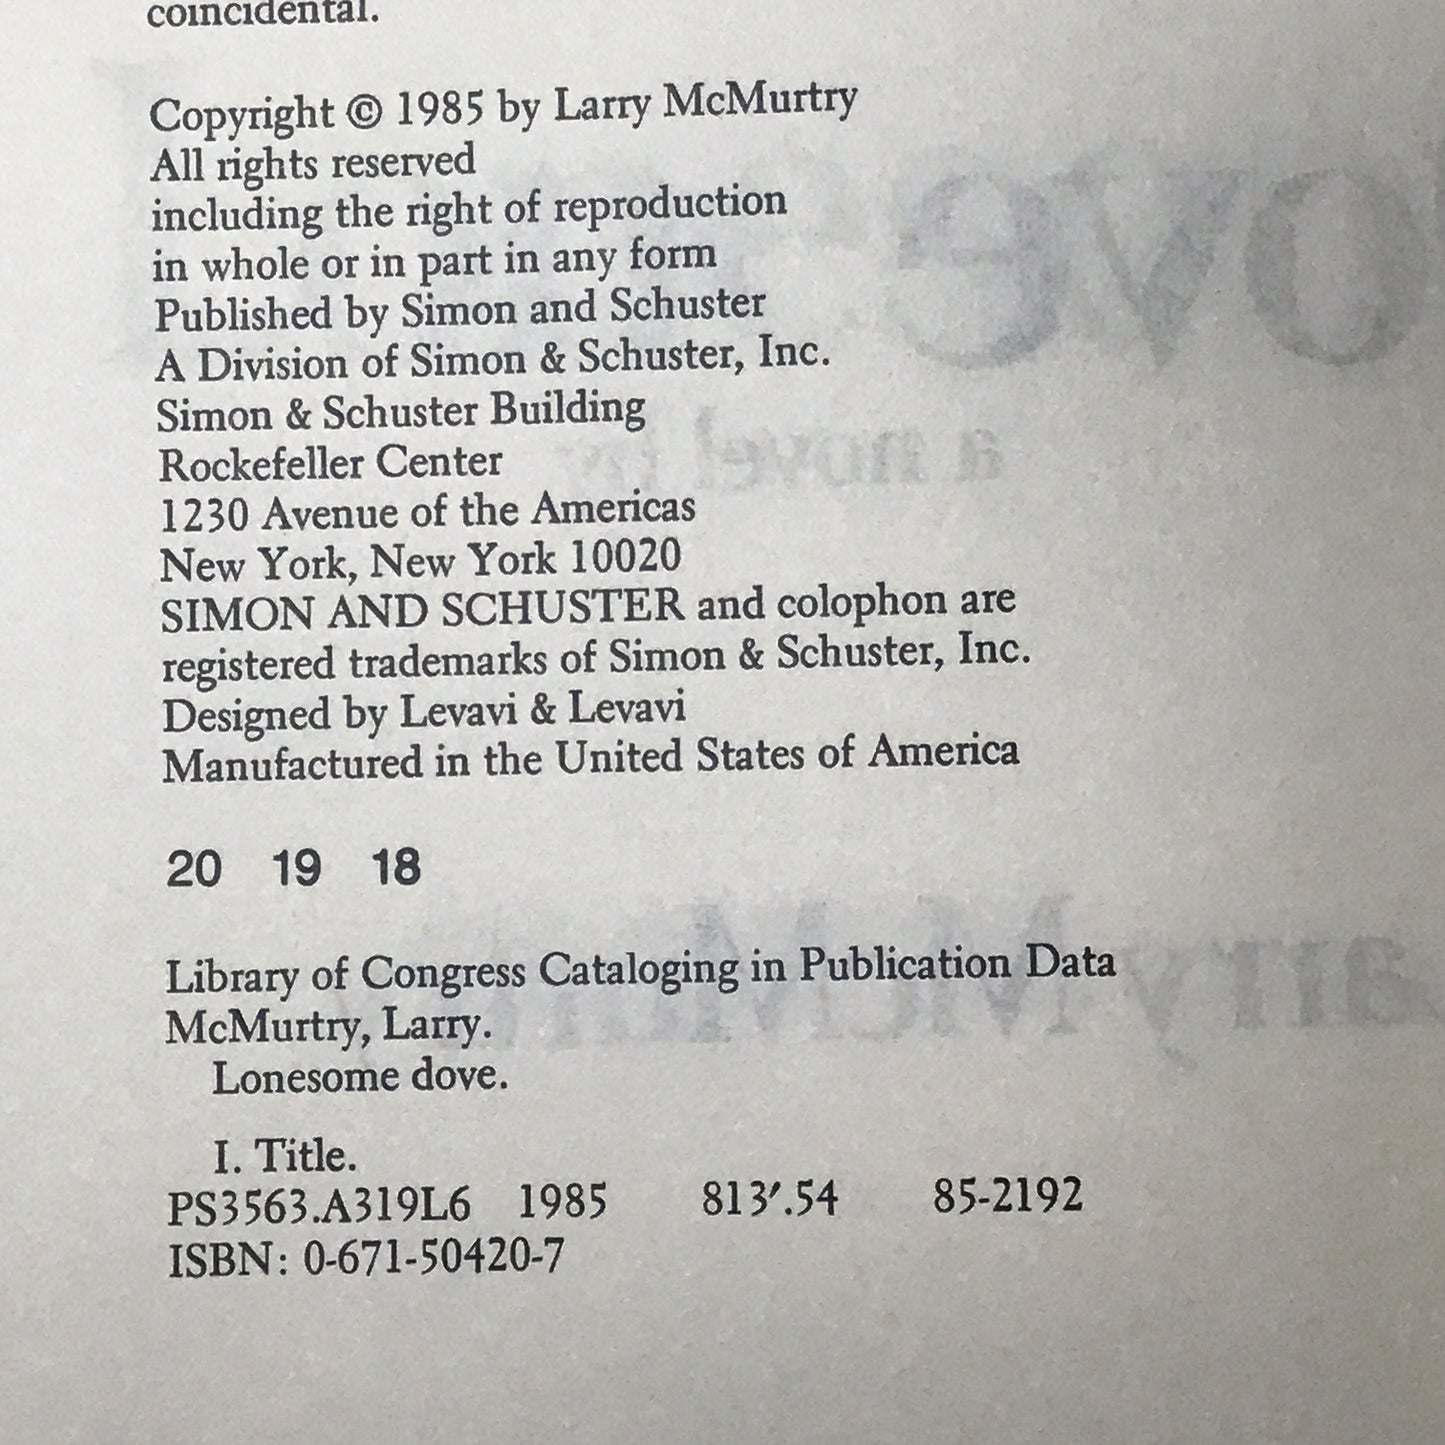 coincidental.
Copyright © 1985 by Larry McMurtry
All rights reserved
including the right of reproduction
in whole or in part in any form
Published by Simon and Schuster
A Division of Simon & Schuster, Inc.
Simon & Schuster Building
Rockefeller Center
1230 Avenue of the Americas
New York, New York 10020
SIMON AND SCHUSTER and colophon are
registered trademarks of Simon & Schuster, Inc.
Designed by Levavi & Levavi
Manufactured in the United States of America
20 19 18
Library of Congress Cataloging in Publication Data
McMurtry, Larry.
Lonesome dove.
I. Title.
PS3563.A319L6 1985 813′.54 85-2192
ISBN: 0-671-50420-7